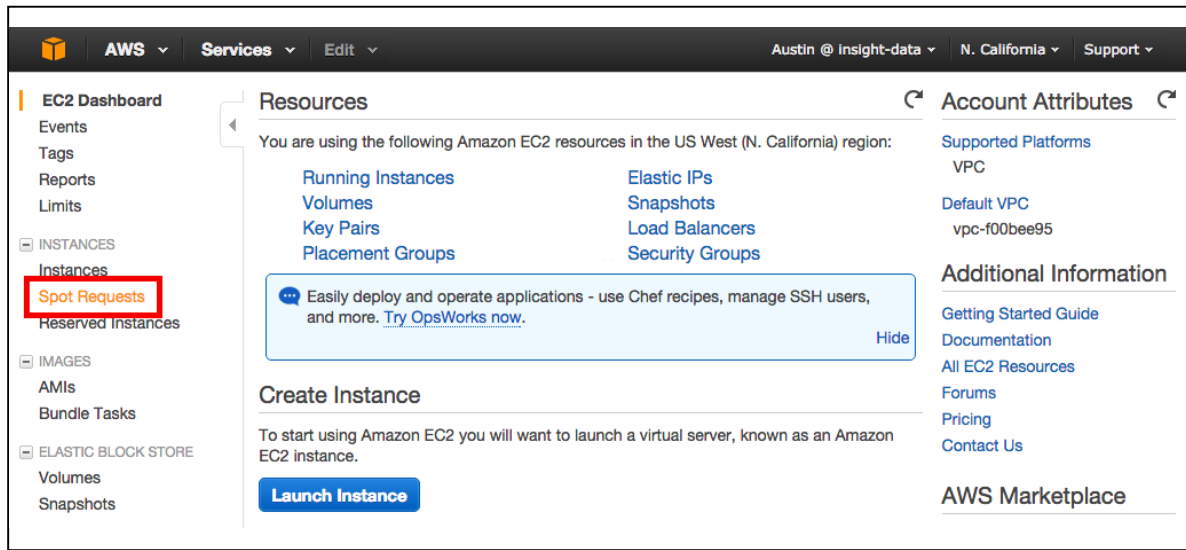 AWS Services Edit Austin @ insight-data N. California Support
EC2 Dashboard
Events
Tags
Reports
Limits
INSTANCES
Instances
Spot Requests
Reserved Instances
IMAGES
AMIs
Bundle Tasks
ELASTIC BLOCK STORE
Volumes
Snapshots
Resources
You are using the following Amazon EC2 resources in the US West (N. California) region:
Running Instances Elastic IPs
Volumes Snapshots
Key Pairs Load Balancers
Placement Groups Security Groups
Easily deploy and operate applications - use Chef recipes, manage SSH users,
and more. Try OpsWorks now.
Hide
Create Instance
To start using Amazon EC2 you will want to launch a virtual server, known as an Amazon
EC2 instance.
Launch Instance
Account Attributes
Supported Platforms
VPC
Default VPC
vpc-f00bee95
Additional Information
Getting Started Guide
Documentation
All EC2 Resources
Forums
Pricing
Contact Us
AWS Marketplace